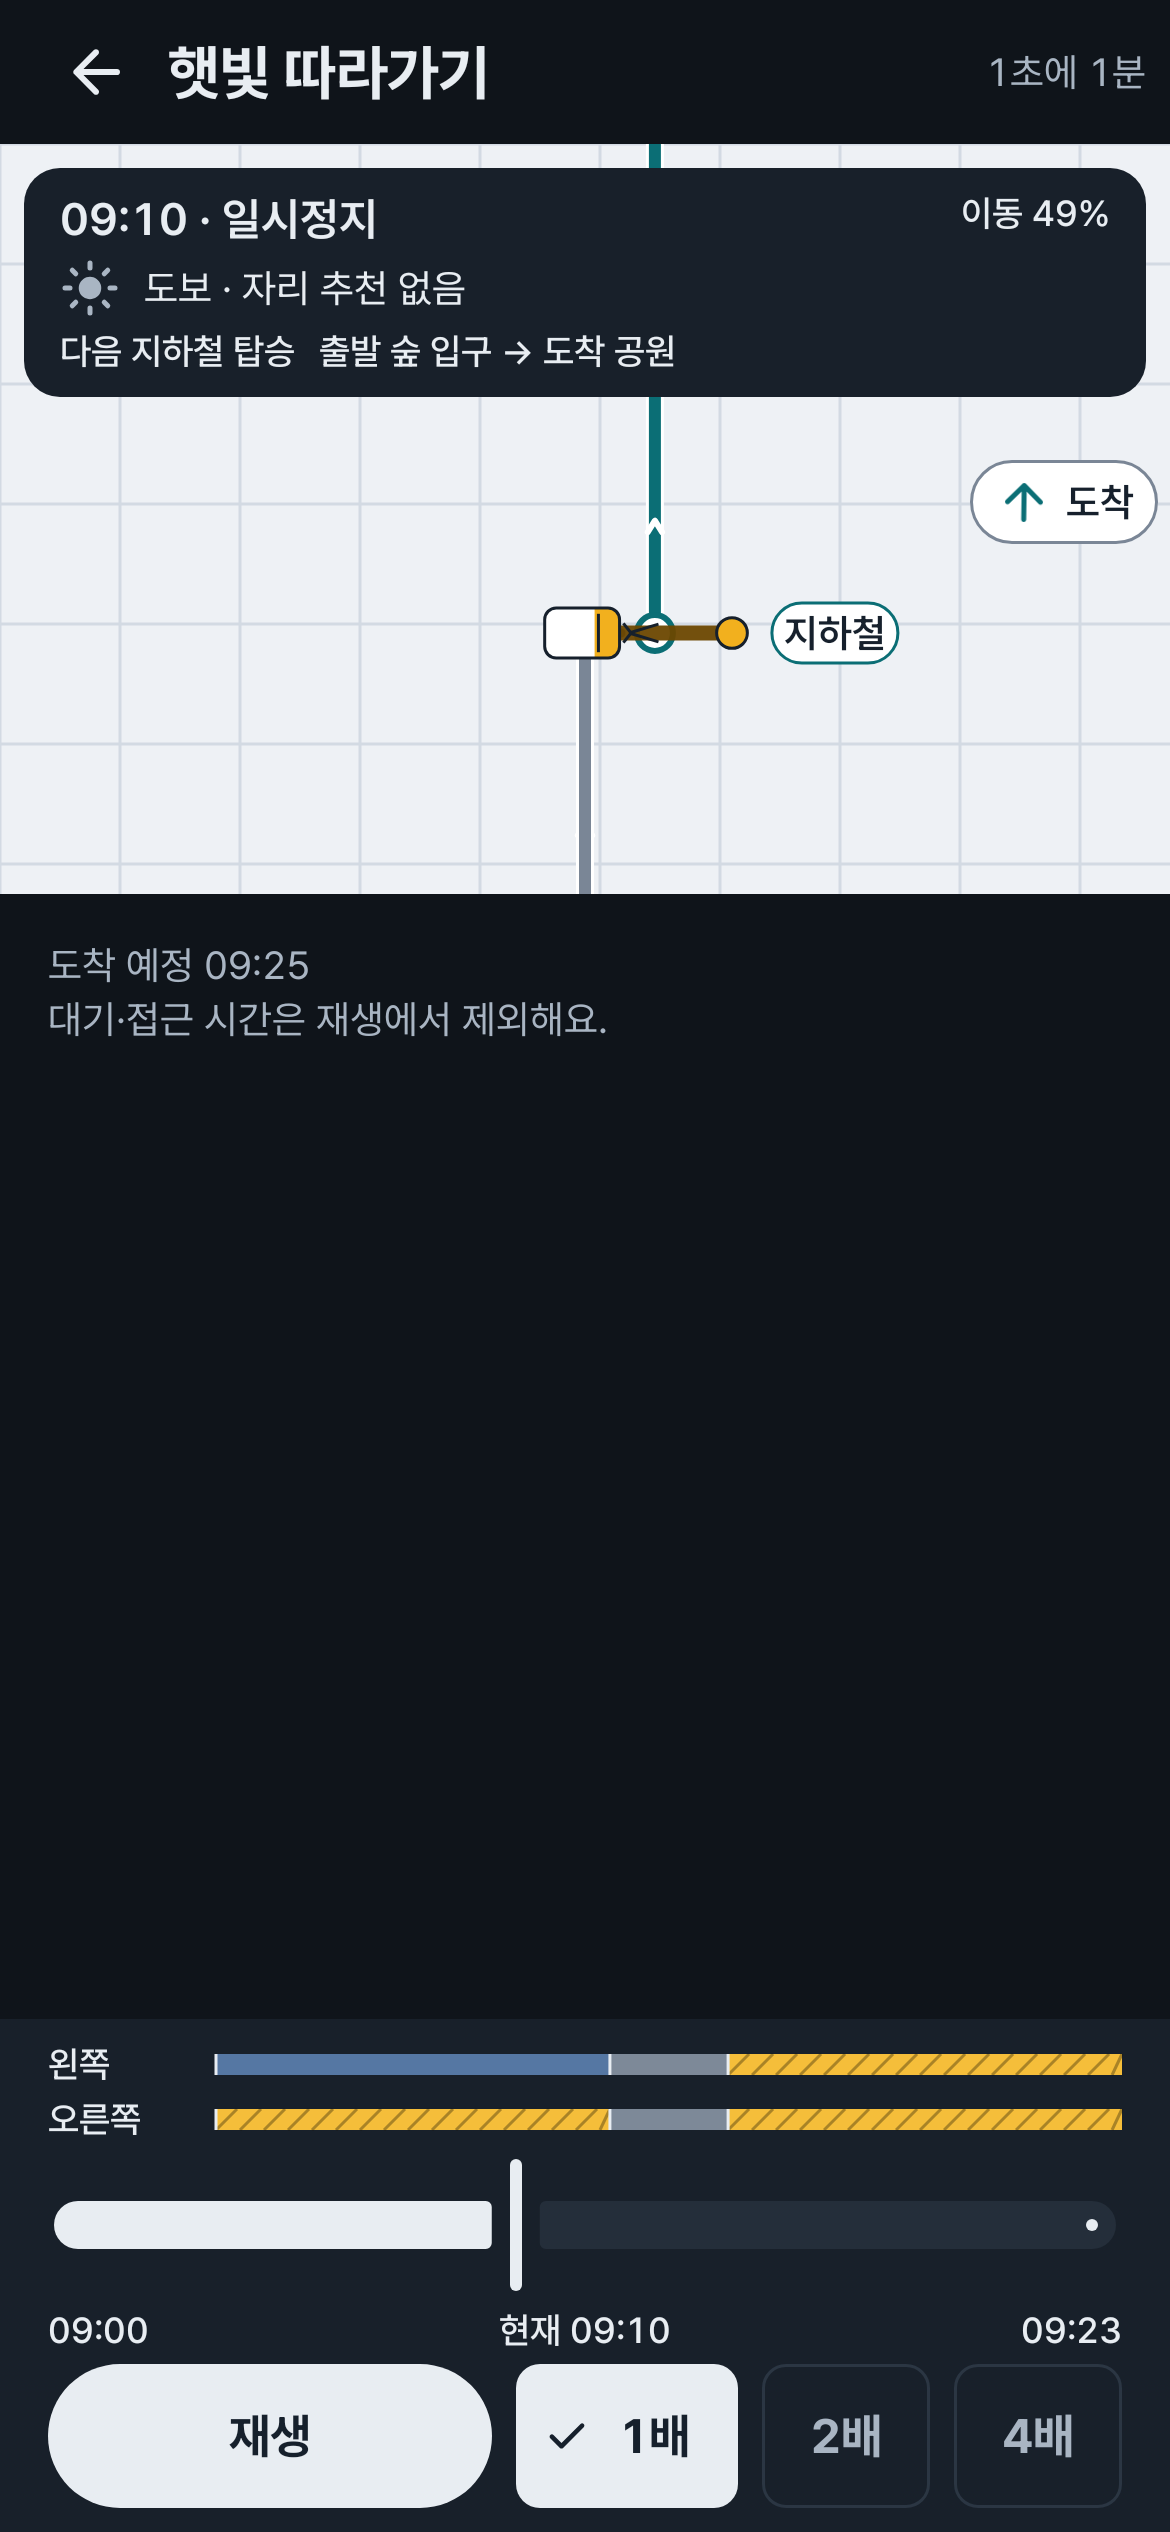 햇빛 따라가기
1초에 1분
09:10 · 일시정지
이동 49%
도보 · 자리 추천 없음
다음 지하철 탑승 출발 숲 입구 → 도착 공원
↑ 도착
지하철
도착 예정 09:25
대기·접근 시간은 재생에서 제외해요.
왼쪽
오른쪽
09:00
현재 09:10
09:23
재생
✓ 1배
2배
4배